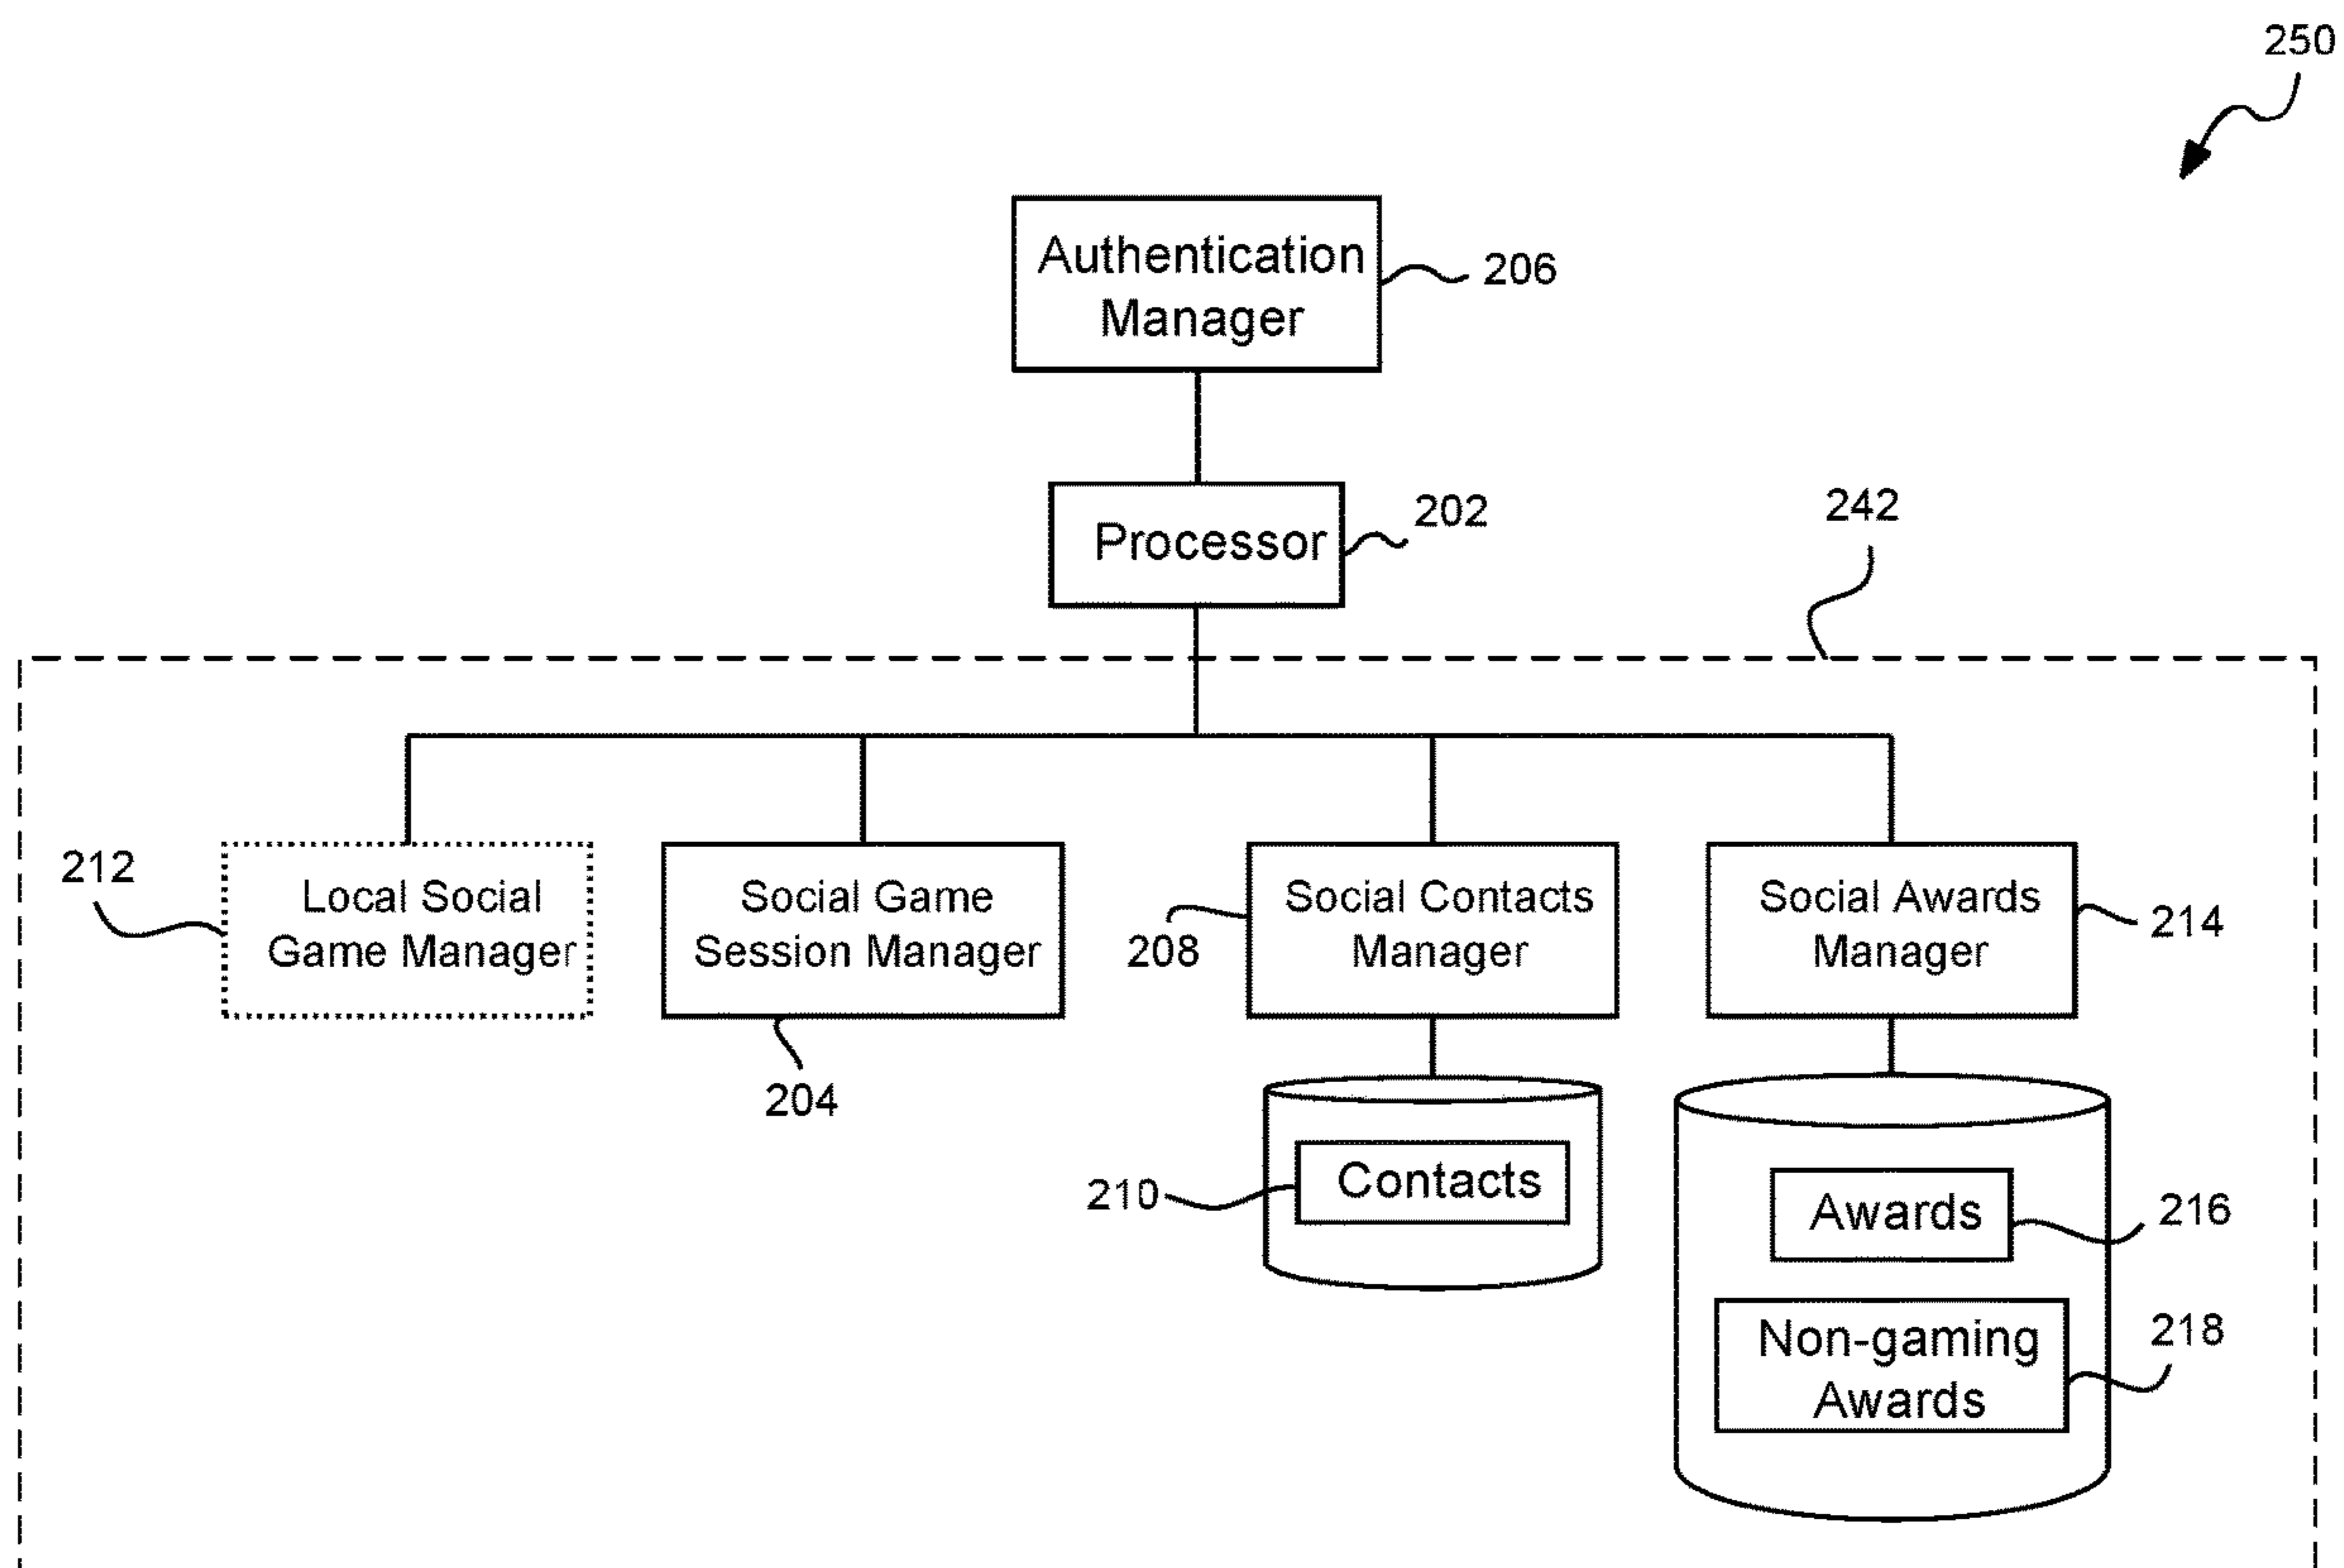 250
Authentication
Manager
206
Processor
202
242
212
Local Social
Game Manager
Social Game
Session Manager
204
208
Social Contacts
Manager
Social Awards
Manager
214
210
Contacts
Awards
216
Non-gaming
Awards
218